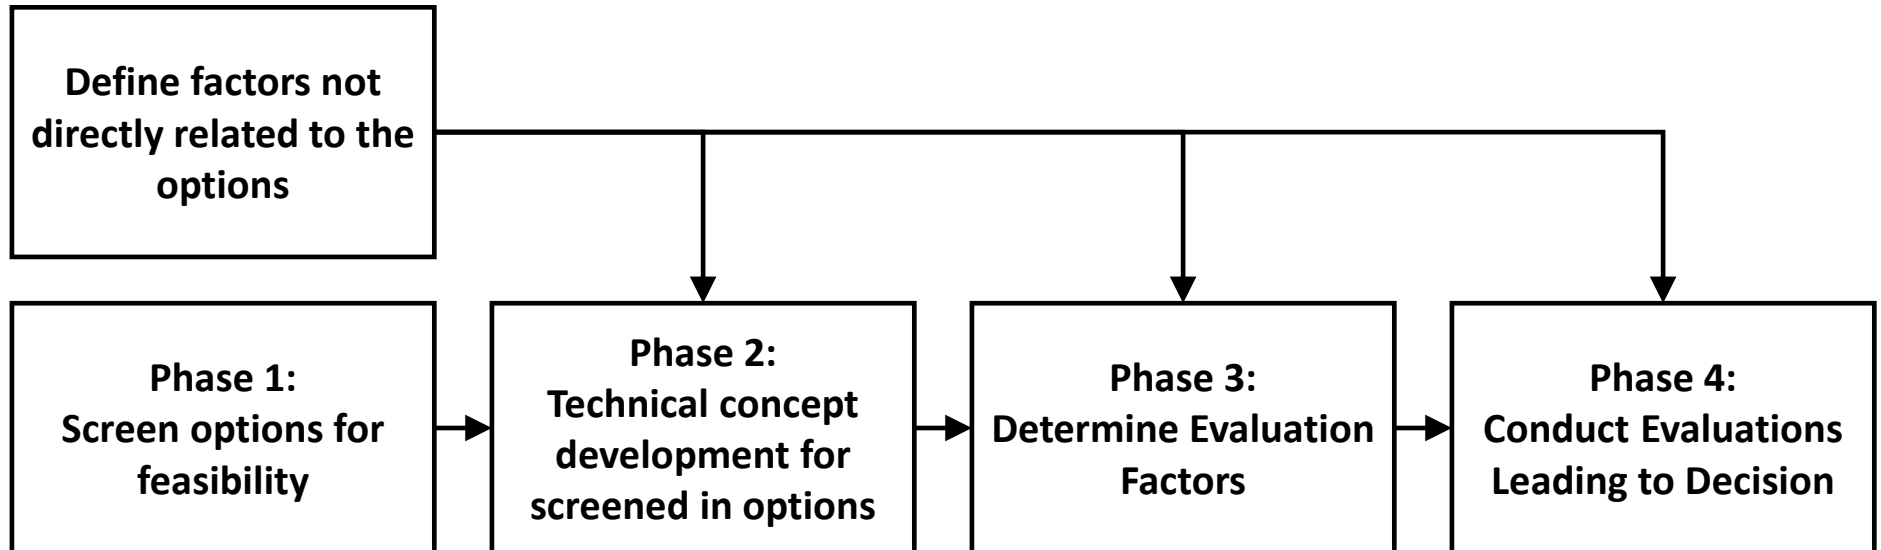 Define factors not
directly related to the
options
Phase 1:
Screen options for
feasibility
Phase 2:
Technical concept
development for
screened in options
Phase 3:
Determine Evaluation
Factors
Phase 4:
Conduct Evaluations
Leading to Decision